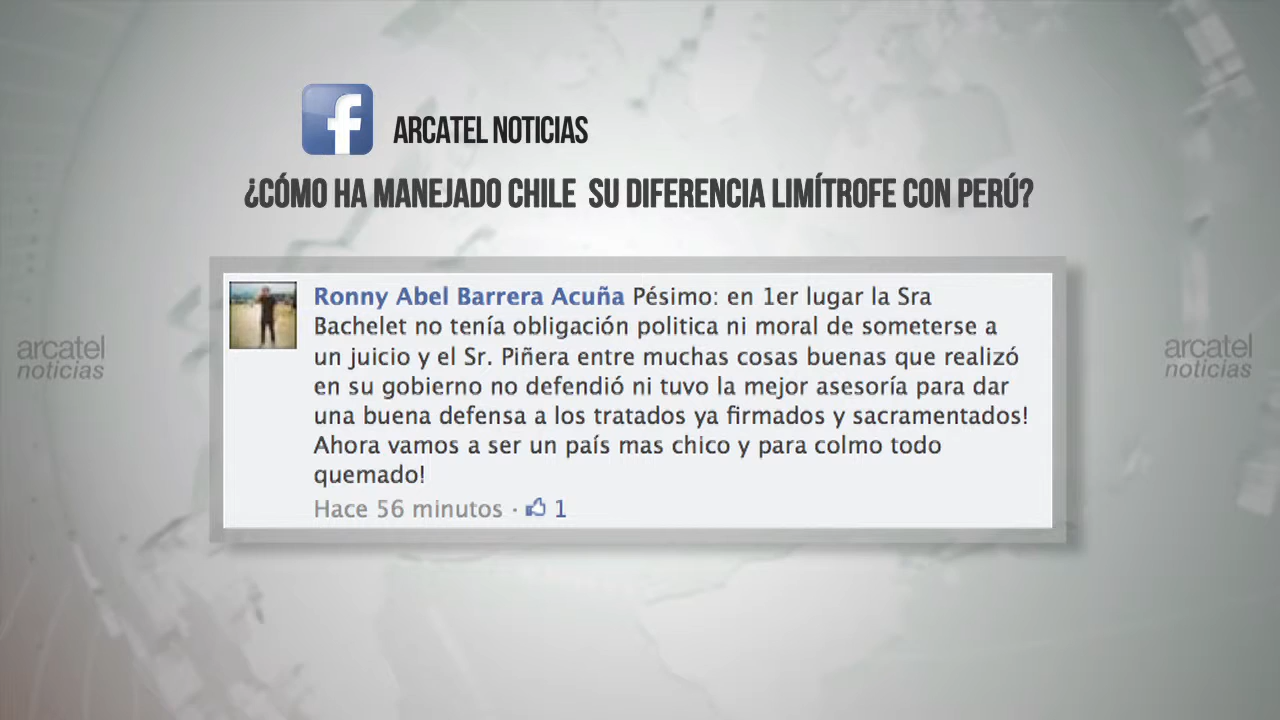 f ARCATEL NOTICIAS
¿CÓMO HA MANEJADO CHILE SU DIFERENCIA LIMÍTROFE CON PERÚ?
Ronny Abel Barrera Acuña Pésimo: en 1er lugar la Sra
Bachelet no tenía obligación politica ni moral de someterse a
un juicio y el Sr. Piñera entre muchas cosas buenas que realizó
en su gobierno no defendió ni tuvo la mejor asesoría para dar
una buena defensa a los tratados ya firmados y sacramentados!
Ahora vamos a ser un país mas chico y para colmo todo
quemado!
Hace 56 minutos · 1
arcatel
noticias
arcatel
noticias